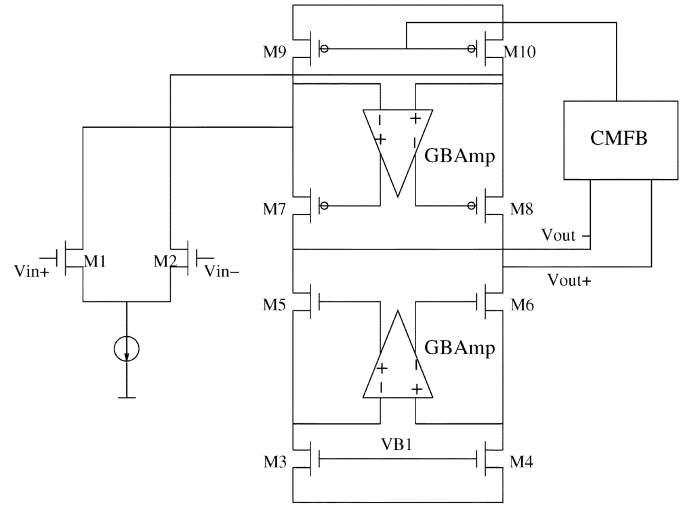 M9
M10
CMFB
GBAmp
M7
M8
Vout −
M1
M2
Vin+
Vin−
Vout+
M5
M6
GBAmp
VB1
M3
M4